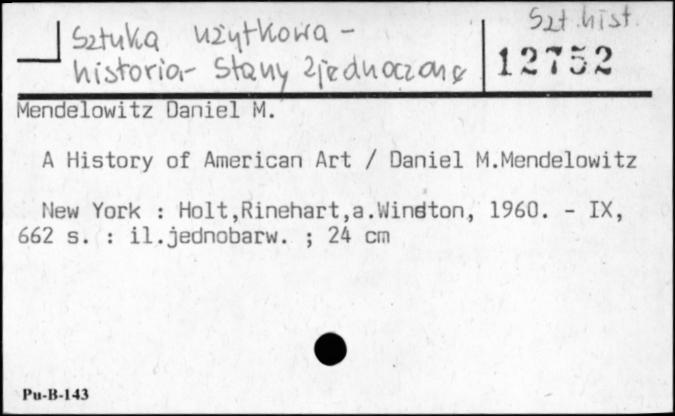 Szt. hist.
Sztuka użytkowa -
historia - Stany Zjednoczone
12752
Mendelowitz Daniel M.
A History of American Art / Daniel M.Mendelowitz
New York : Holt,Rinehart,a.Winston, 1960. - IX,
662 s. : il.jednobarw. ; 24 cm
Pu-B-143